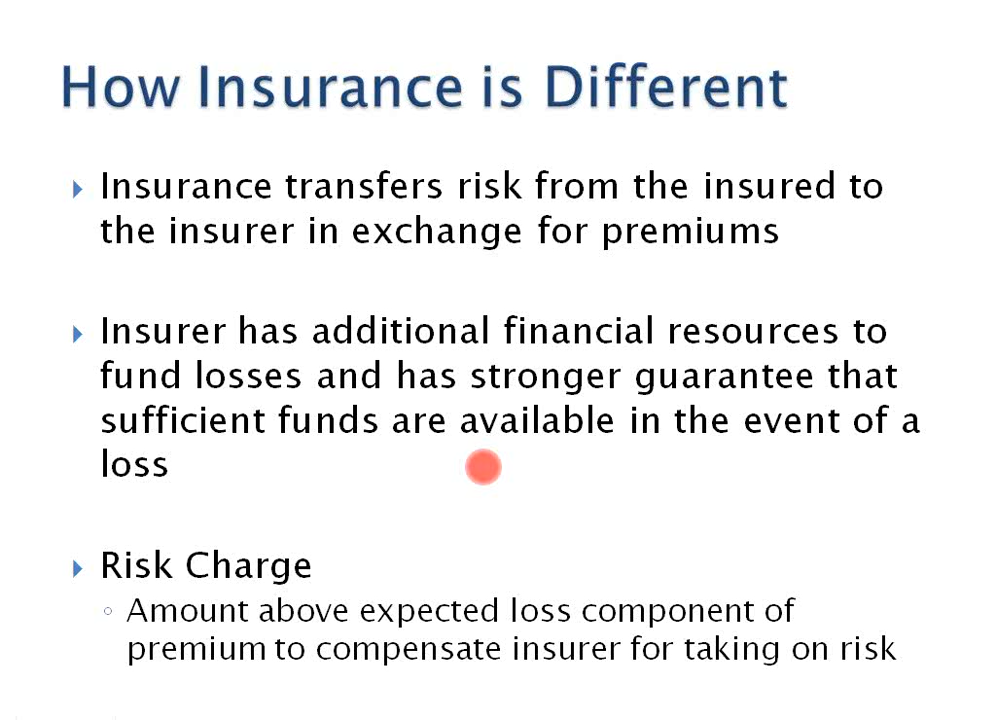 How Insurance is Different
Insurance transfers risk from the insured to
the insurer in exchange for premiums
Insurer has additional financial resources to
fund losses and has stronger guarantee that
sufficient funds are available in the event of a
loss
Risk Charge
Amount above expected loss component of
premium to compensate insurer for taking on risk